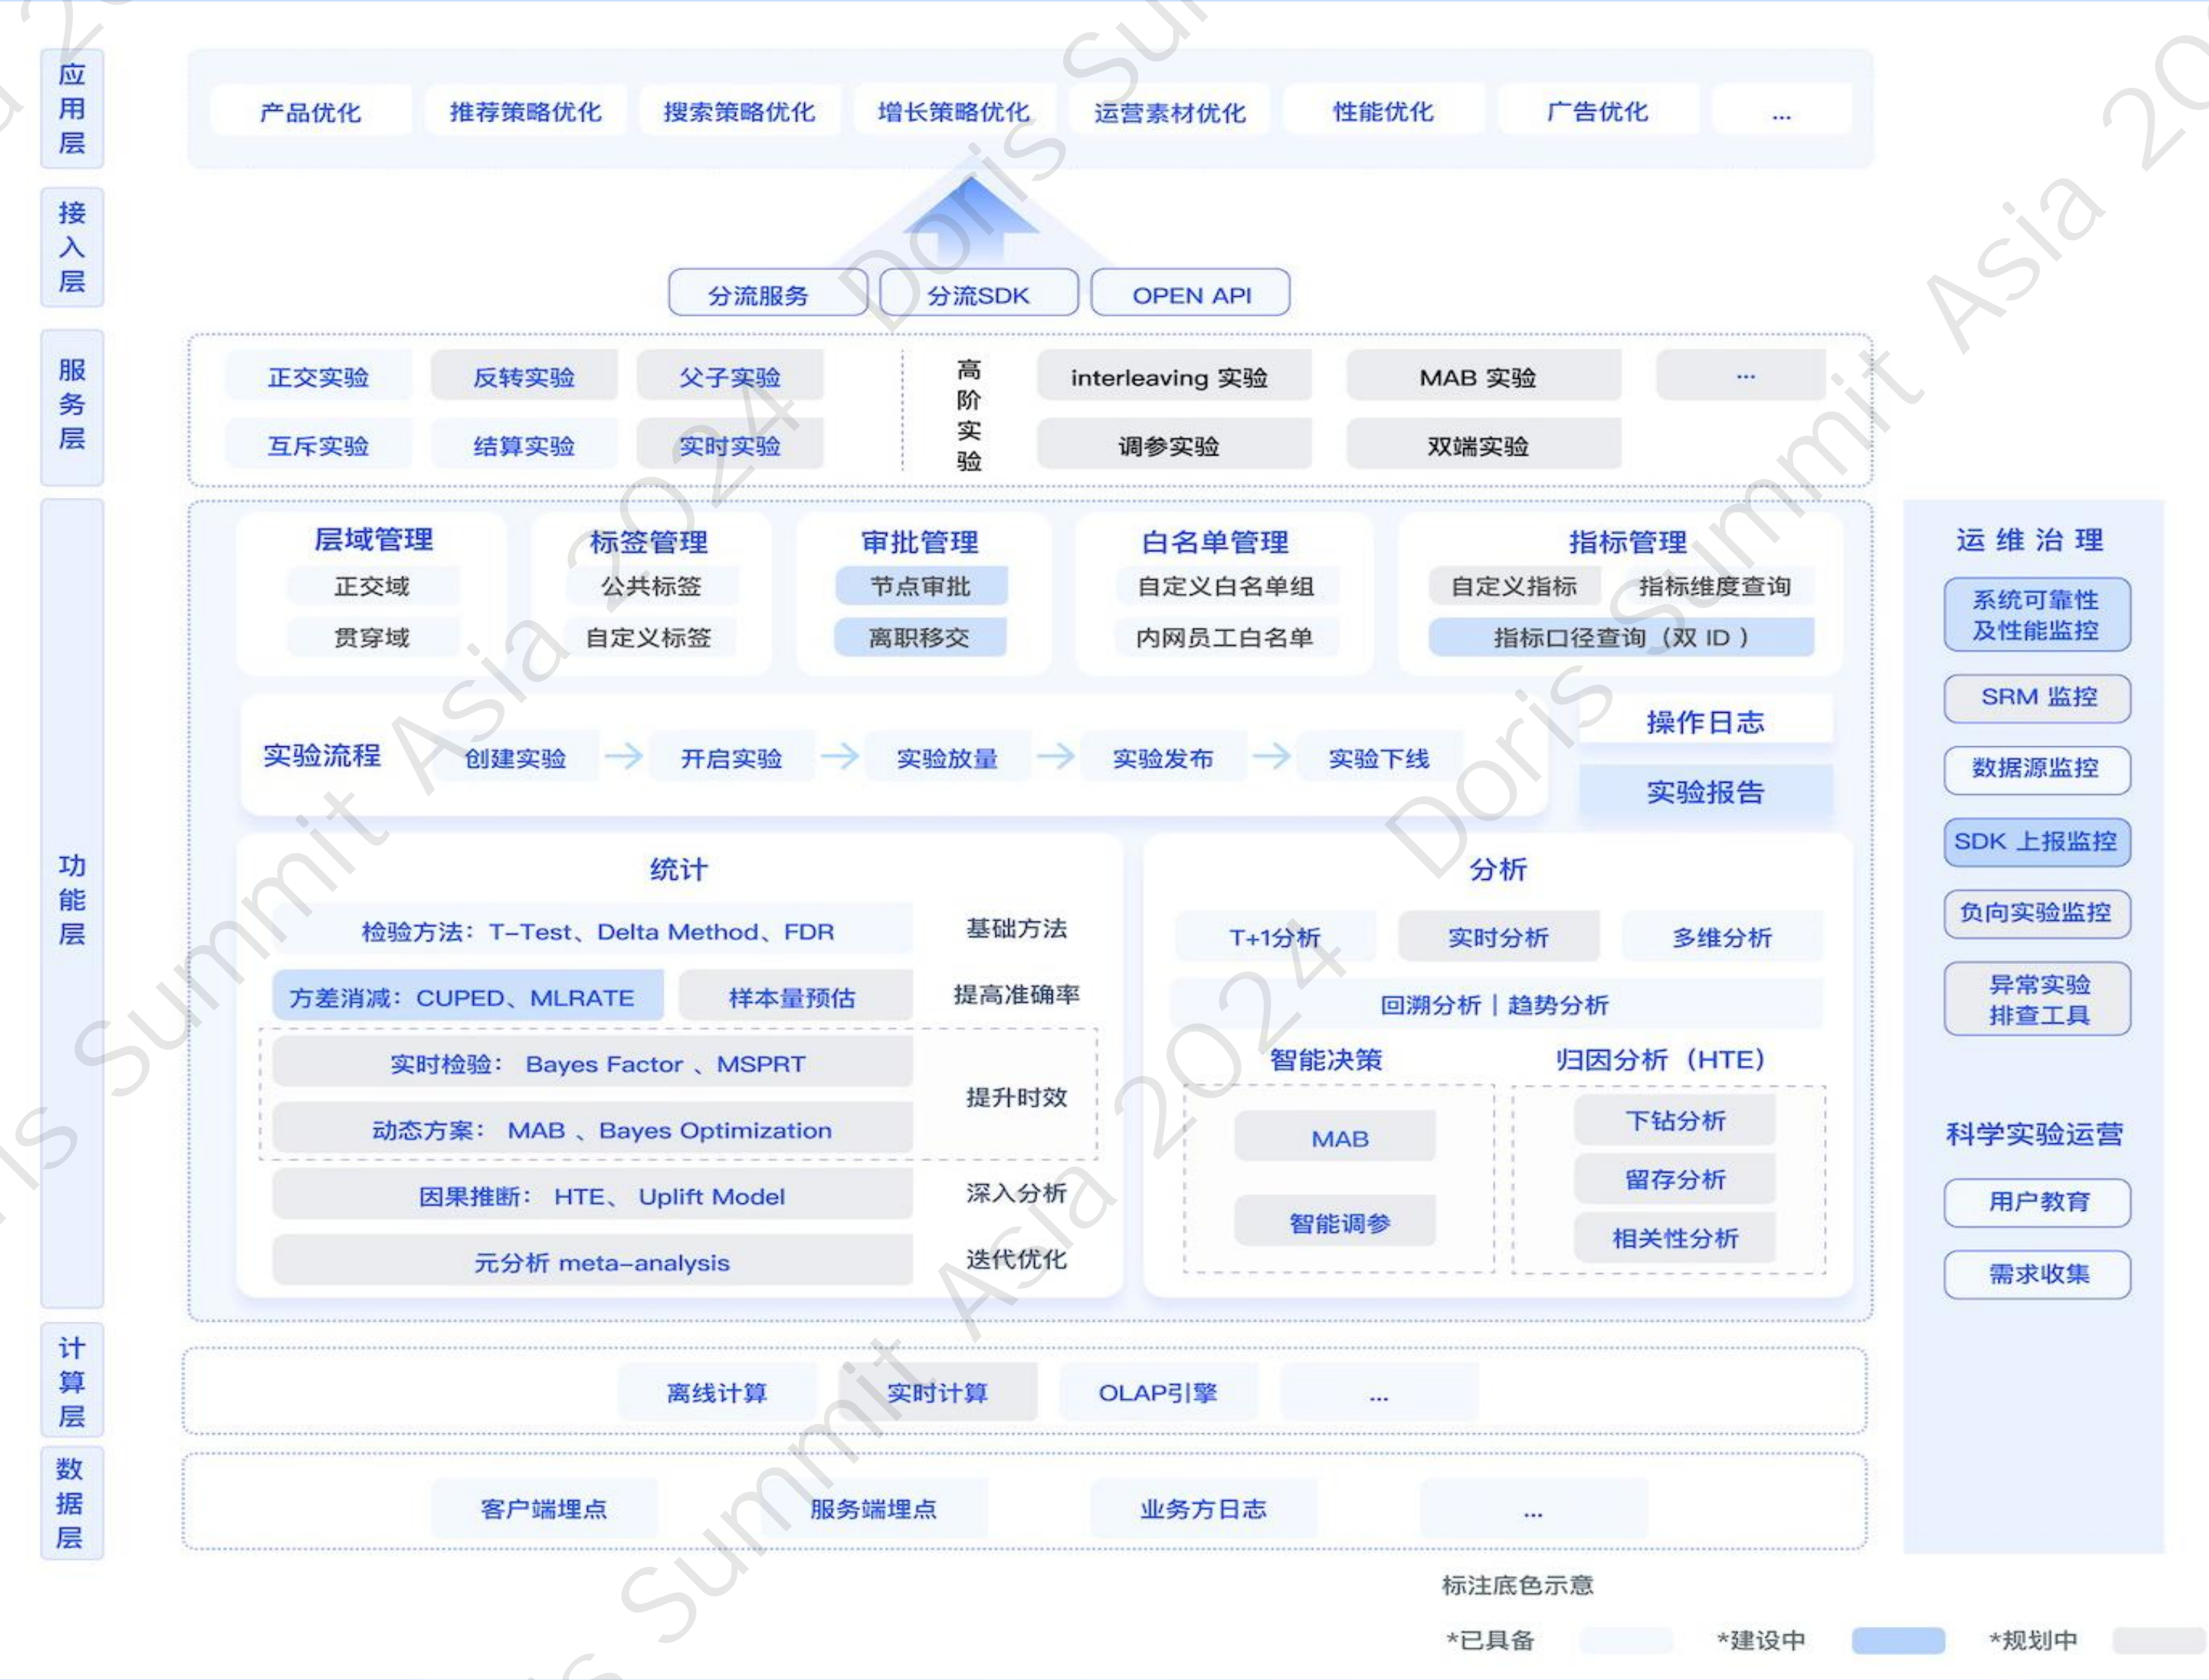 应用层
产品优化
推荐策略优化
搜索策略优化
增长策略优化
运营素材优化
性能优化
广告优化
...
接入层
分流服务
分流SDK
OPEN API
服务层
正交实验
反转实验
父子实验
互斥实验
结算实验
实时实验
高阶实验
interleaving 实验
MAB 实验
...
调参实验
双端实验
功能层
层域管理
正交域
贯穿域
标签管理
公共标签
自定义标签
审批管理
节点审批
离职移交
白名单管理
自定义白名单组
内网员工白名单
指标管理
自定义指标
指标维度查询
指标口径查询（双 ID ）
实验流程
创建实验
开启实验
实验放量
实验发布
实验下线
操作日志
实验报告
统计
检验方法：T-Test、Delta Method、FDR
基础方法
方差消减：CUPED、MLRATE
样本量预估
提高准确率
实时检验： Bayes Factor 、MSPRT
动态方案： MAB 、Bayes Optimization
提升时效
因果推断： HTE、 Uplift Model
深入分析
元分析 meta-analysis
迭代优化
分析
T+1分析
实时分析
多维分析
回溯分析 | 趋势分析
智能决策
MAB
智能调参
归因分析（HTE）
下钻分析
留存分析
相关性分析
运维治理
系统可靠性
及性能监控
SRM 监控
数据源监控
SDK 上报监控
负向实验监控
异常实验
排查工具
科学实验运营
用户教育
需求收集
计算层
离线计算
实时计算
OLAP引擎
...
数据层
客户端埋点
服务端埋点
业务方日志
...
标注底色示意
*已具备
*建设中
*规划中
Doris Summit Asia 2024
Doris Summit Asia 2024
Doris Summit Asia 2024